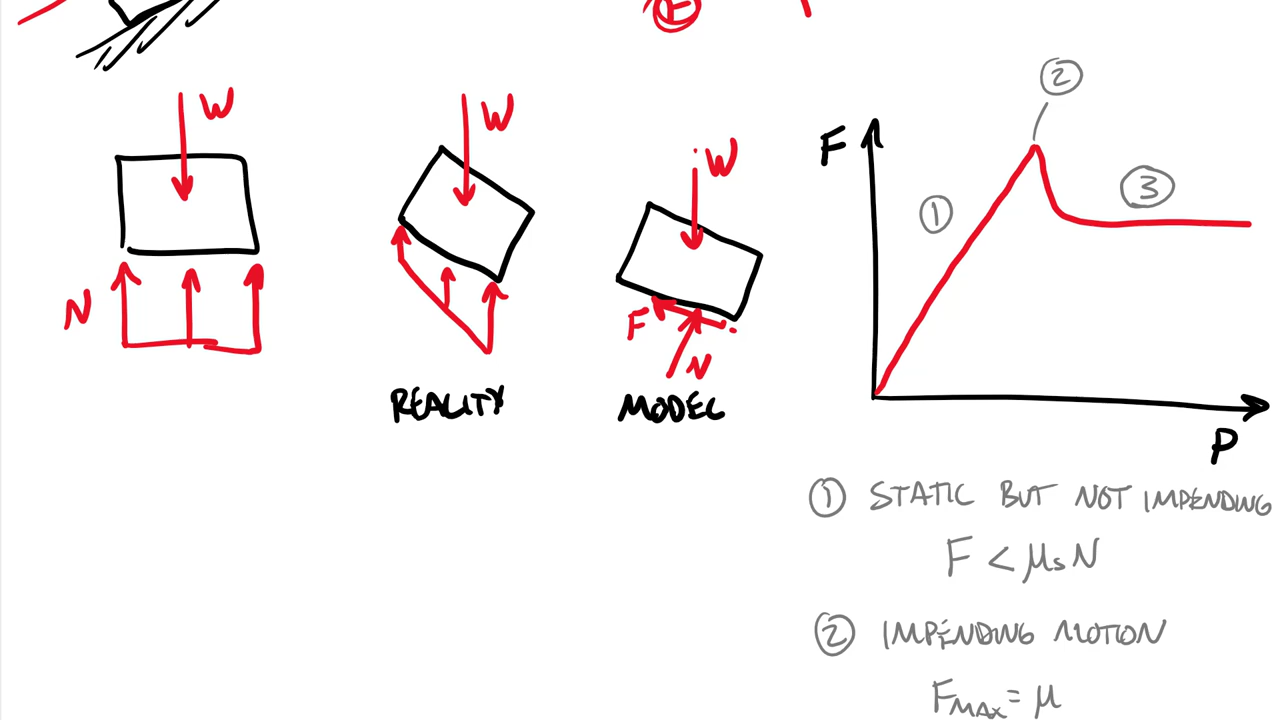 F
W
N
W
REALITY
W
F
N
MODEL
F
②
①
③
P
① STATIC BUT NOT IMPENDING
F < μsN
② IMPENDING MOTION
FMAX = μ